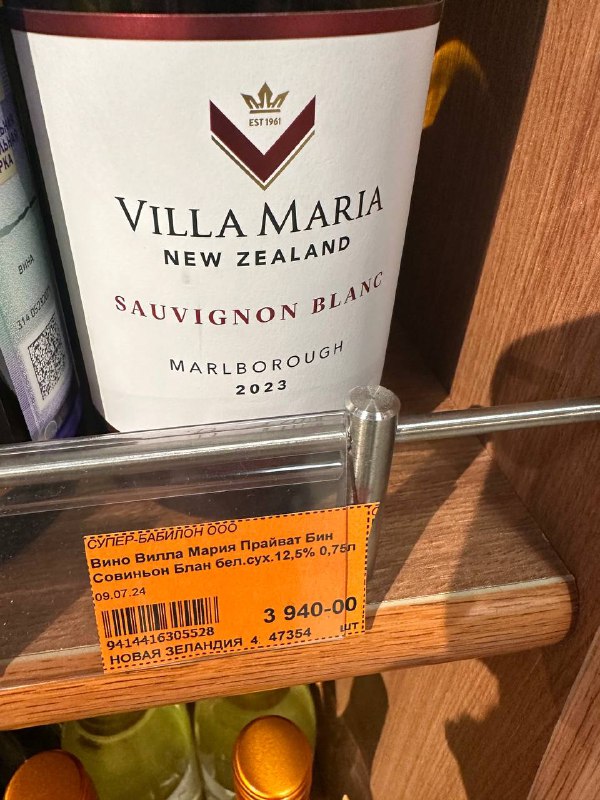 EST 1961
VILLA MARIA
NEW ZEALAND
SAUVIGNON BLANC
MARLBOROUGH
2023
ВИНА
СУПЕР-БАБИЛОН ООО
Вино Вилла Мария Прайват Бин
Совиньон Блан бел.сух.12,5% 0,75л
09.07.24
3 940-00
9414416305528
шт
НОВАЯ ЗЕЛАНДИЯ 4 47354